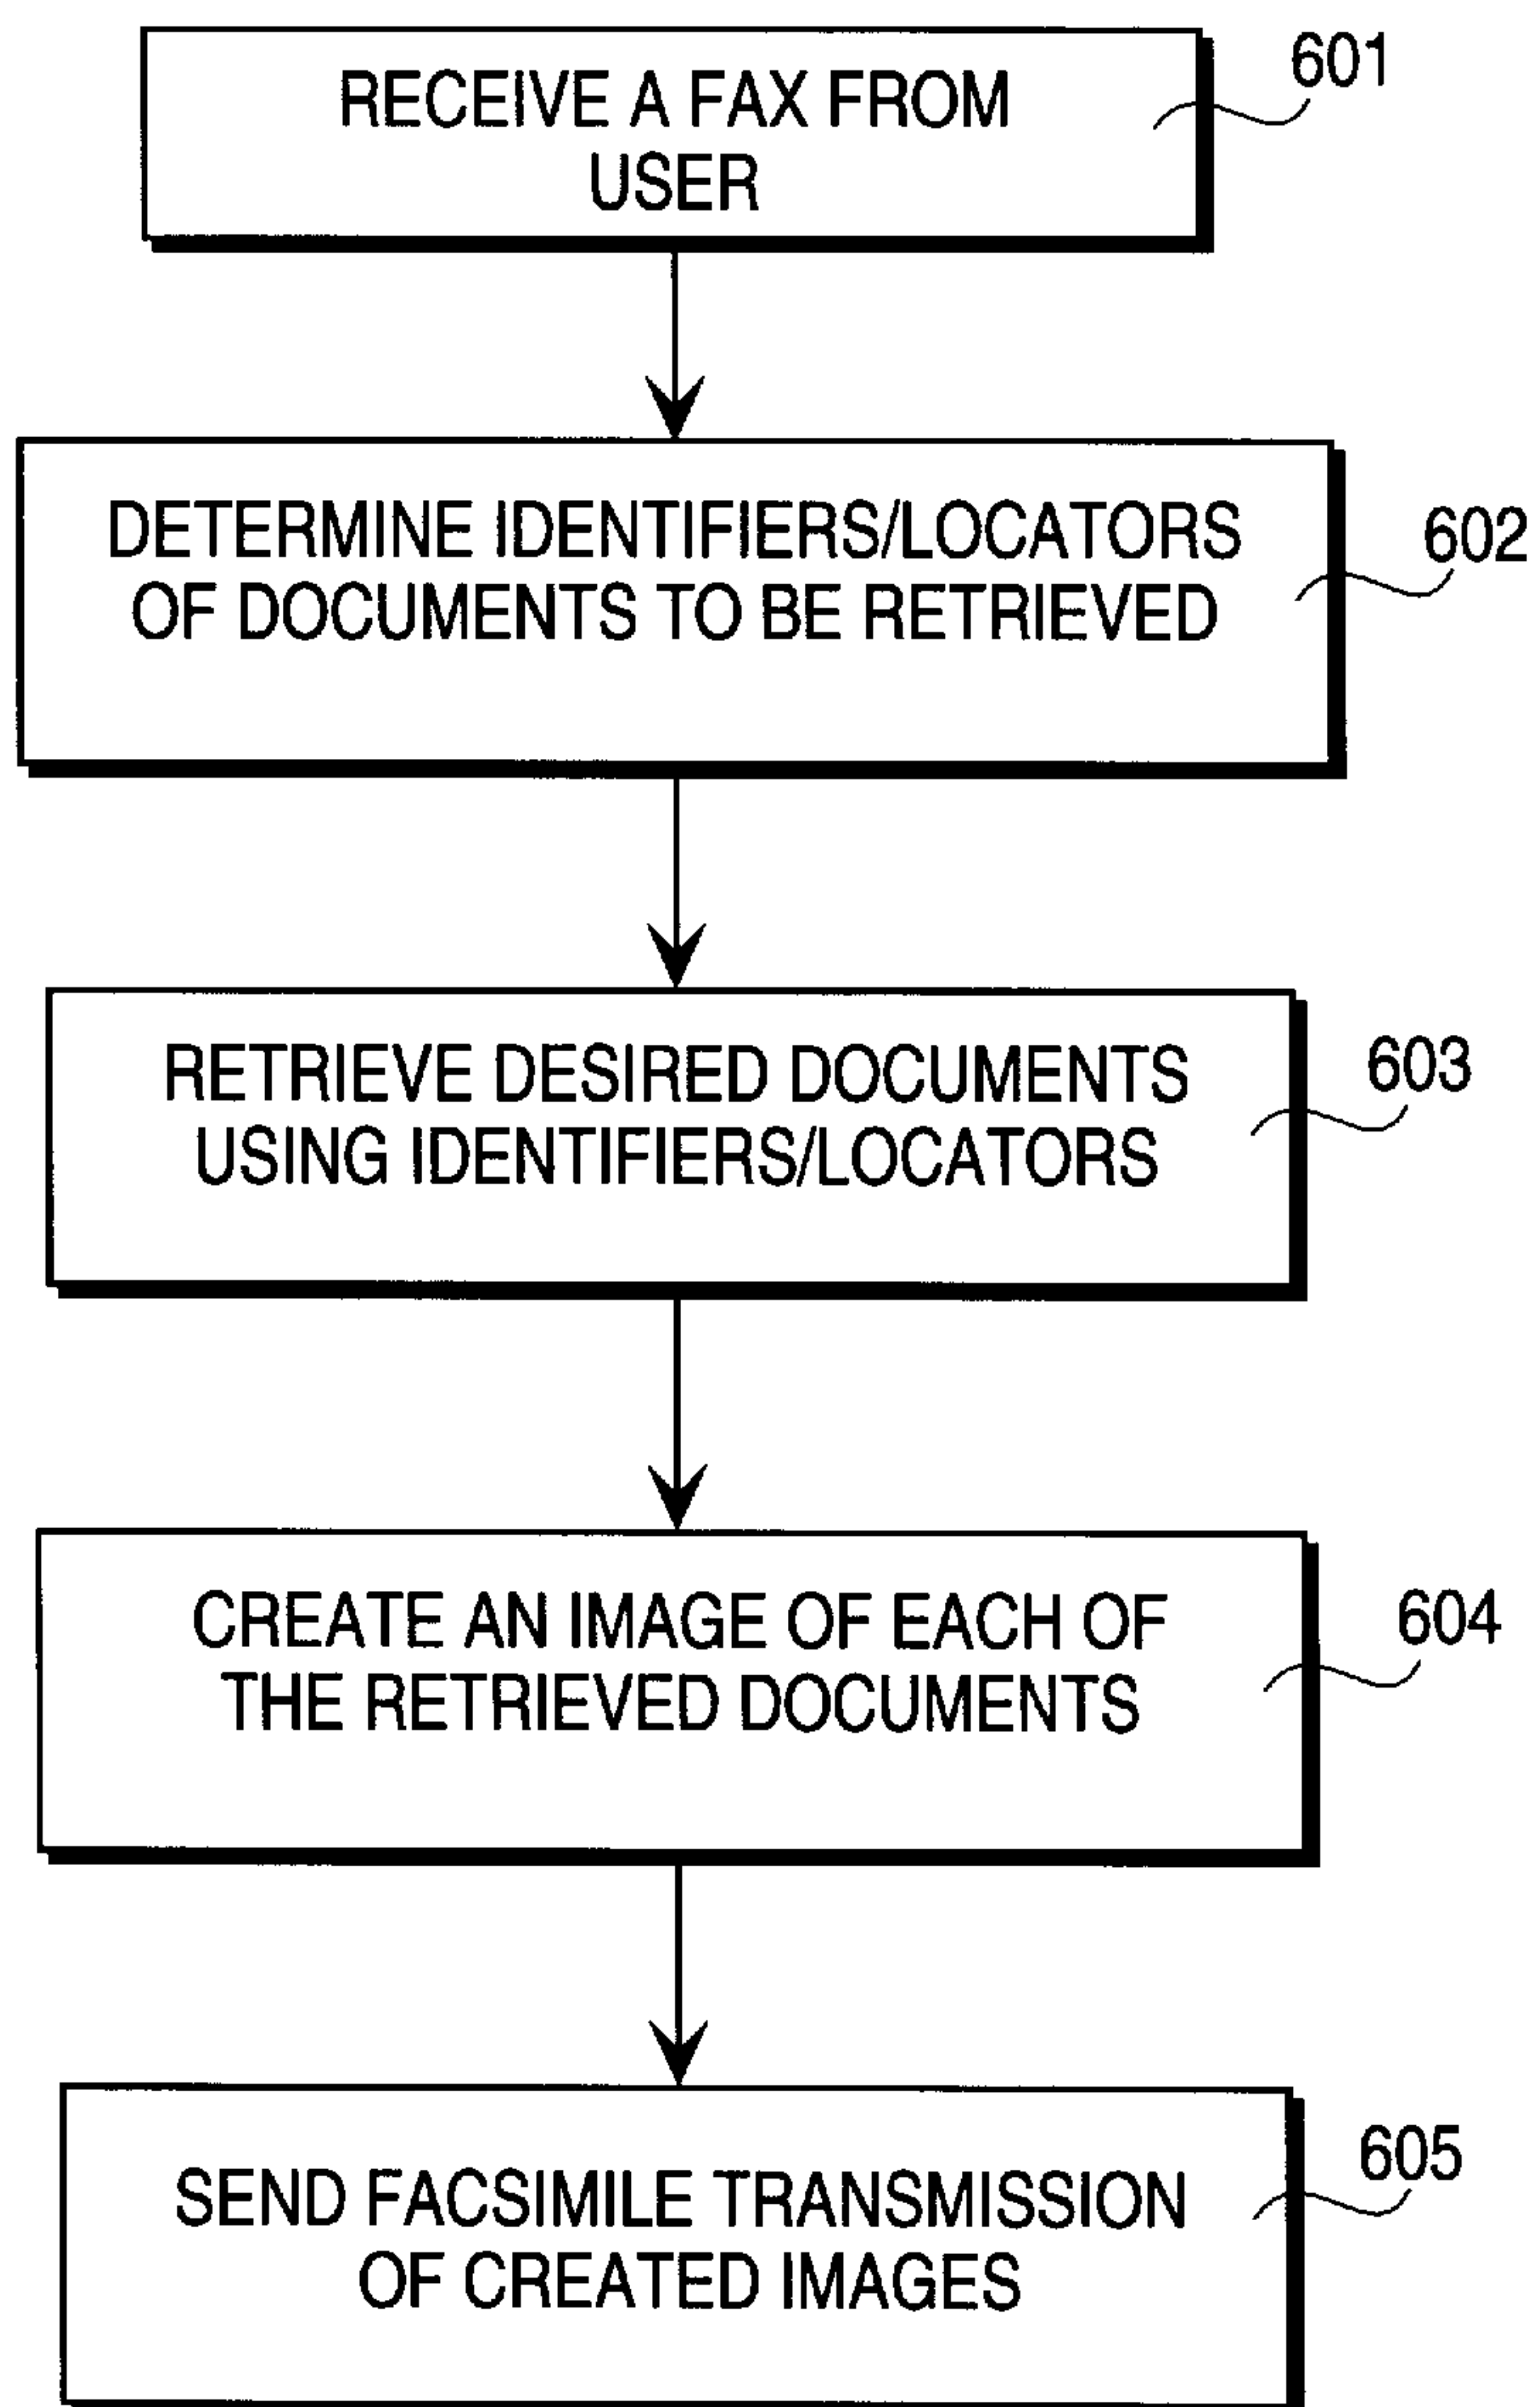 RECEIVE A FAX FROM
USER
601
DETERMINE IDENTIFIERS/LOCATORS
OF DOCUMENTS TO BE RETRIEVED
602
RETRIEVE DESIRED DOCUMENTS
USING IDENTIFIERS/LOCATORS
603
CREATE AN IMAGE OF EACH OF
THE RETRIEVED DOCUMENTS
604
SEND FACSIMILE TRANSMISSION
OF CREATED IMAGES
605